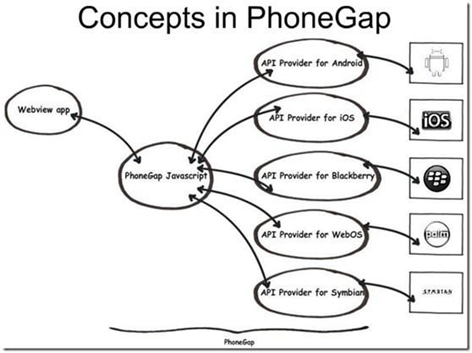 Concepts in PhoneGap
API Provider for Android
Webview app
API Provider for iOS
iOS
PhoneGap Javascript
API Provider for Blackberry
API Provider for WebOS
palm
API Provider for Symbian
SYMBIAN
PhoneGap